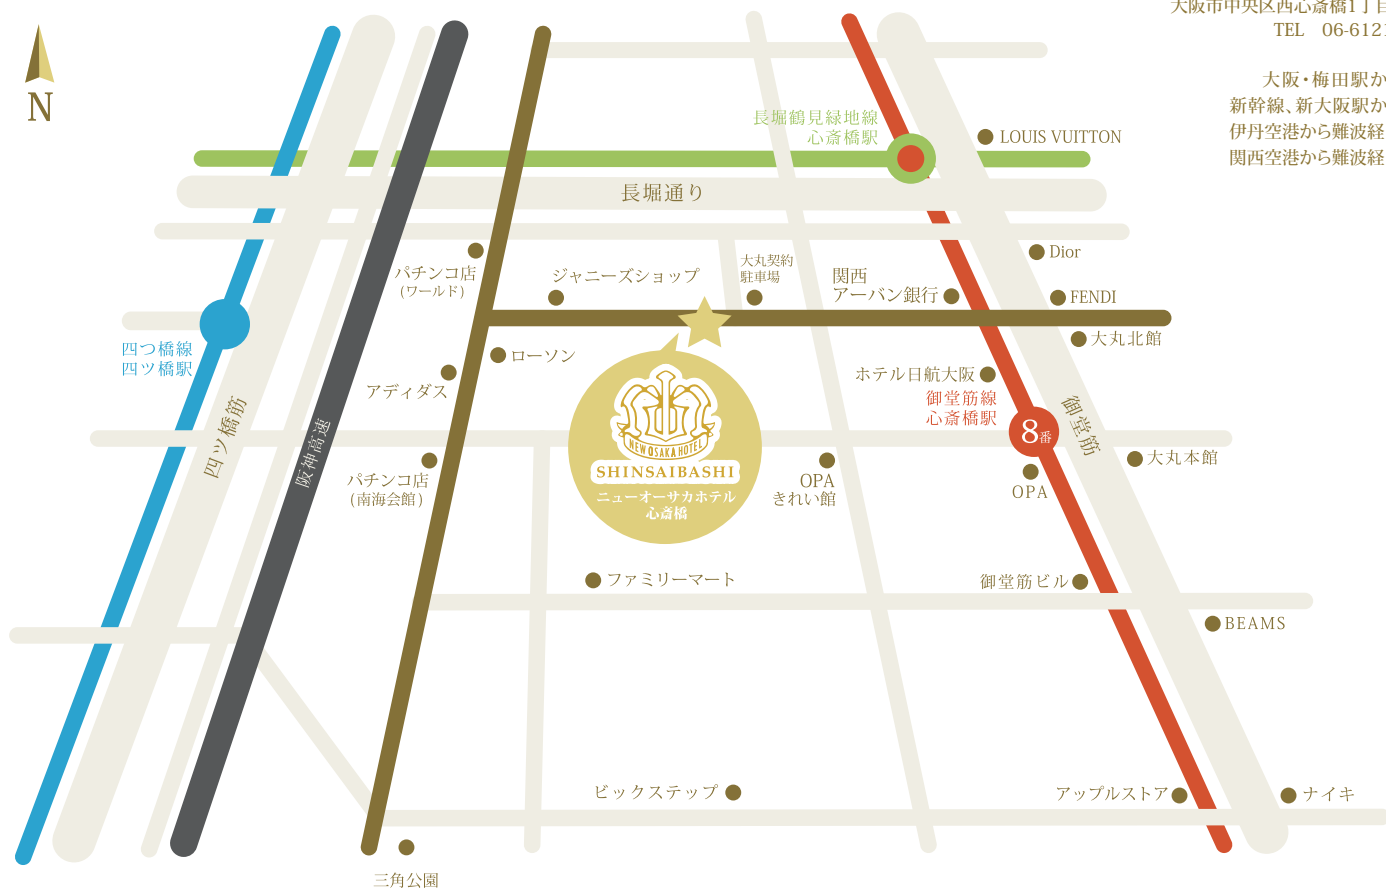 大阪市中央区西心斎橋1丁目
TEL 06-612
大阪・梅田駅か
新幹線、新大阪駅か
伊丹空港から難波経
関西空港から難波経
N
長堀鶴見緑地線
心斎橋駅
LOUIS VUITTON
長堀通り
パチンコ店
(ワールド)
ジャニーズショップ
大丸契約
駐車場
関西
アーバン銀行
Dior
FENDI
大丸北館
四つ橋線
四ツ橋駅
ローソン
アディダス
ホテル日航大阪
御堂筋線
心斎橋駅
8番
御堂筋
四ツ橋筋
阪神高速
NEW OSAKA HOTEL
SHINSAIBASHI
ニューオーサカホテル
心斎橋
パチンコ店
(南海会館)
OPA
きれい館
OPA
大丸本館
ファミリーマート
御堂筋ビル
BEAMS
ビックステップ
アップルストア
ナイキ
三角公園